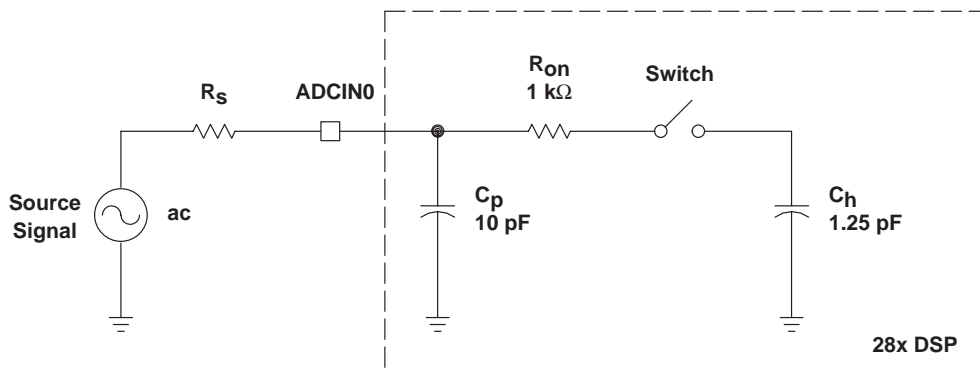 Rs
ADCIN0
Ron
1 kΩ
Switch
Source
Signal
ac
Cp
10 pF
Ch
1.25 pF
28x DSP